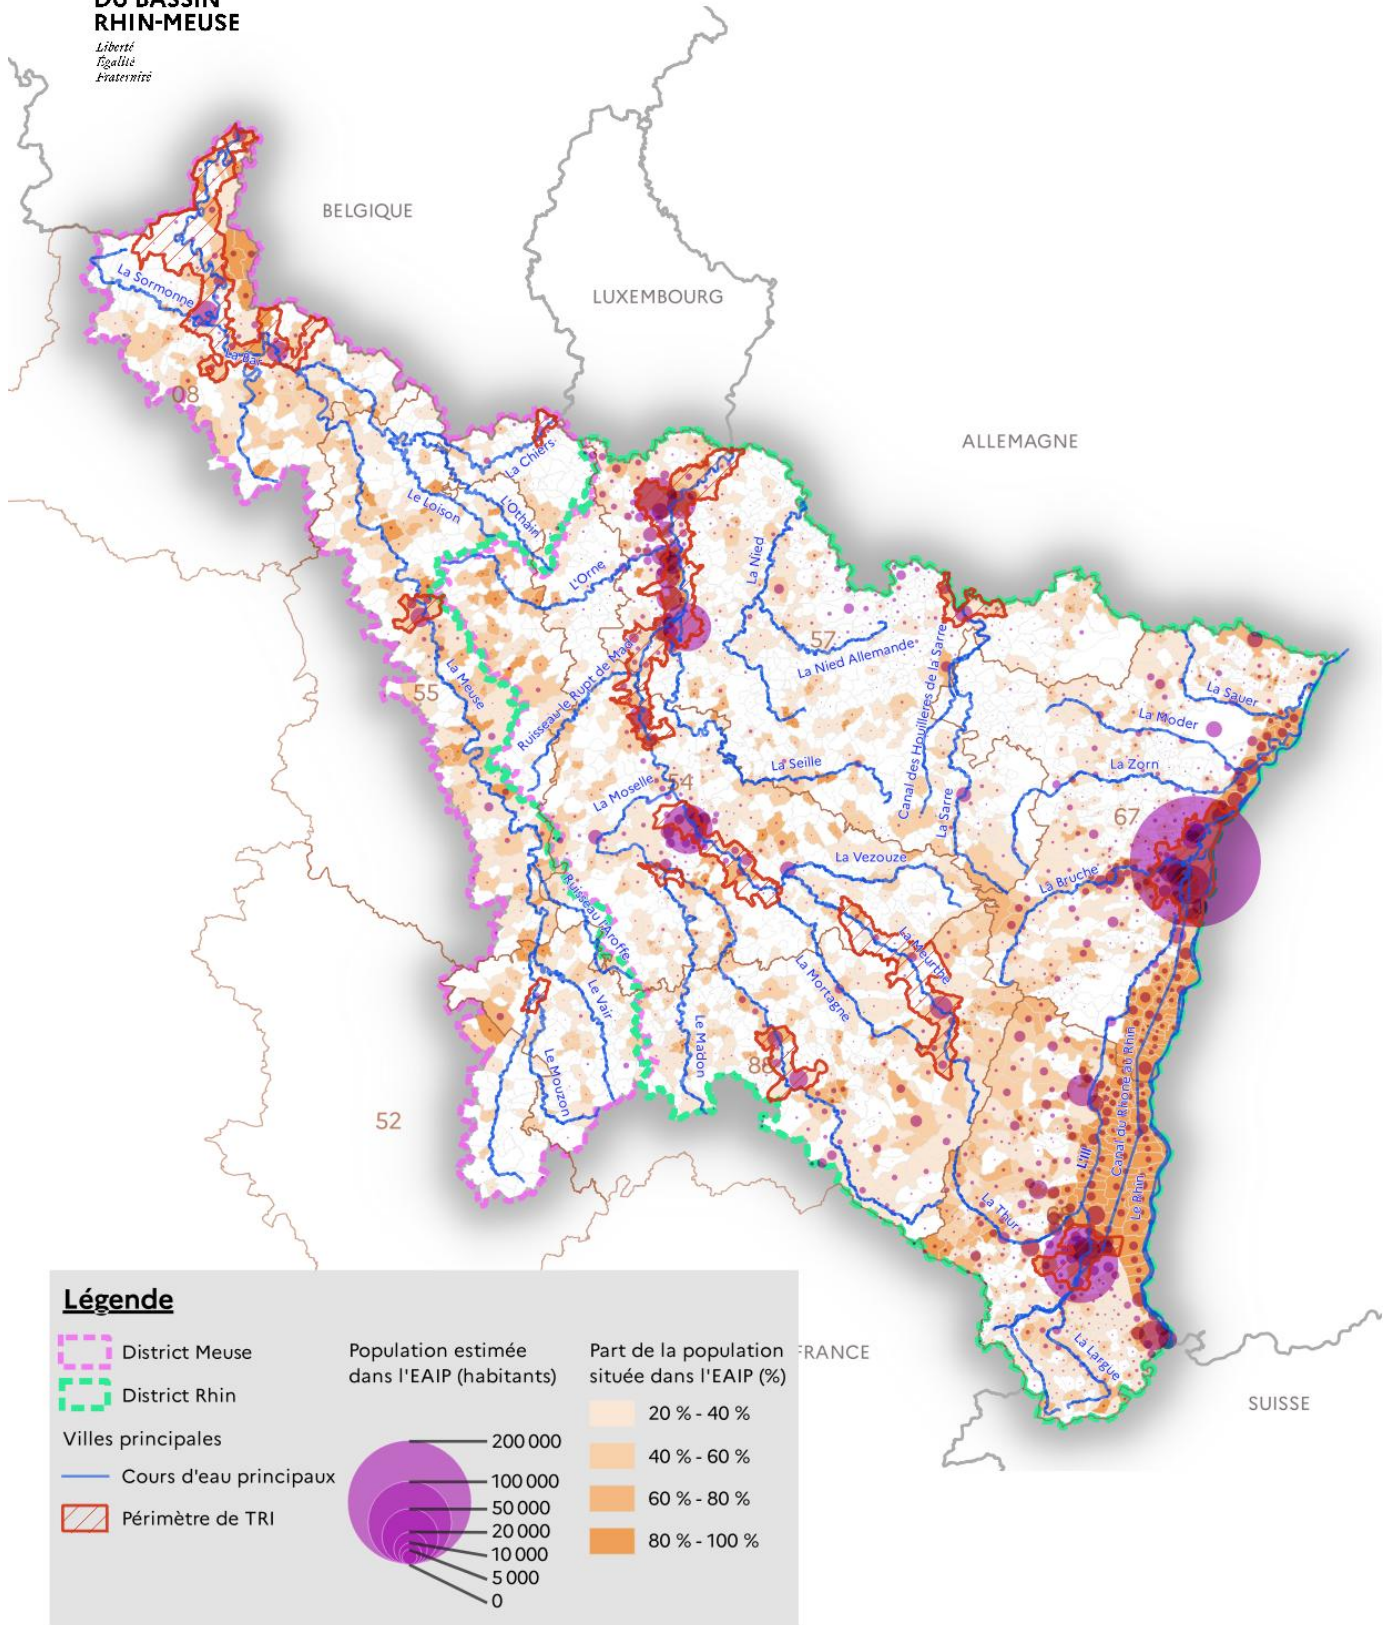 DU BASSIN
RHIN-MEUSE
Liberté
Égalité
Fraternité
BELGIQUE
LUXEMBOURG
ALLEMAGNE
La Sormonne
La Bar
08
La Chiers
L'Othain
Le Loison
L'Orne
La Nied
57
La Nied Allemande
Canal des Houilleres de la Sarre
La Sauer
La Moder
55
La Meuse
Ruisseau le Rupt de Mad
La Seille
La Zorn
54
La Moselle
La Sarre
67
La Vezouze
La Bruche
Ruisseau l'Aroffe
La Meurthe
La Mortagne
Le Vair
Le Madon
Le Mouzon
88
52
Canal du Rhône au Rhin
L'Ill
Le Rhin
La Thur
La Largue
FRANCE
SUISSE
Légende
District Meuse
District Rhin
Villes principales
Cours d'eau principaux
Périmètre de TRI
Population estimée
dans l'EAIP (habitants)
200 000
100 000
50 000
20 000
10 000
5 000
0
Part de la population
située dans l'EAIP (%)
20 % - 40 %
40 % - 60 %
60 % - 80 %
80 % - 100 %